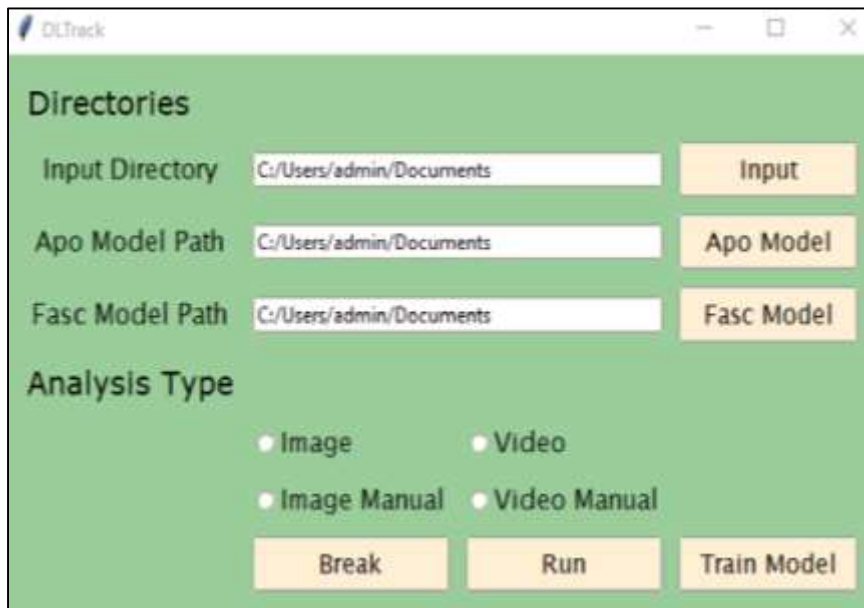 DLTrack
Directories
Input Directory C:/Users/admin/Documents Input
Apo Model Path C:/Users/admin/Documents Apo Model
Fasc Model Path C:/Users/admin/Documents Fasc Model
Analysis Type
Image Video
Image Manual Video Manual
Break Run Train Model